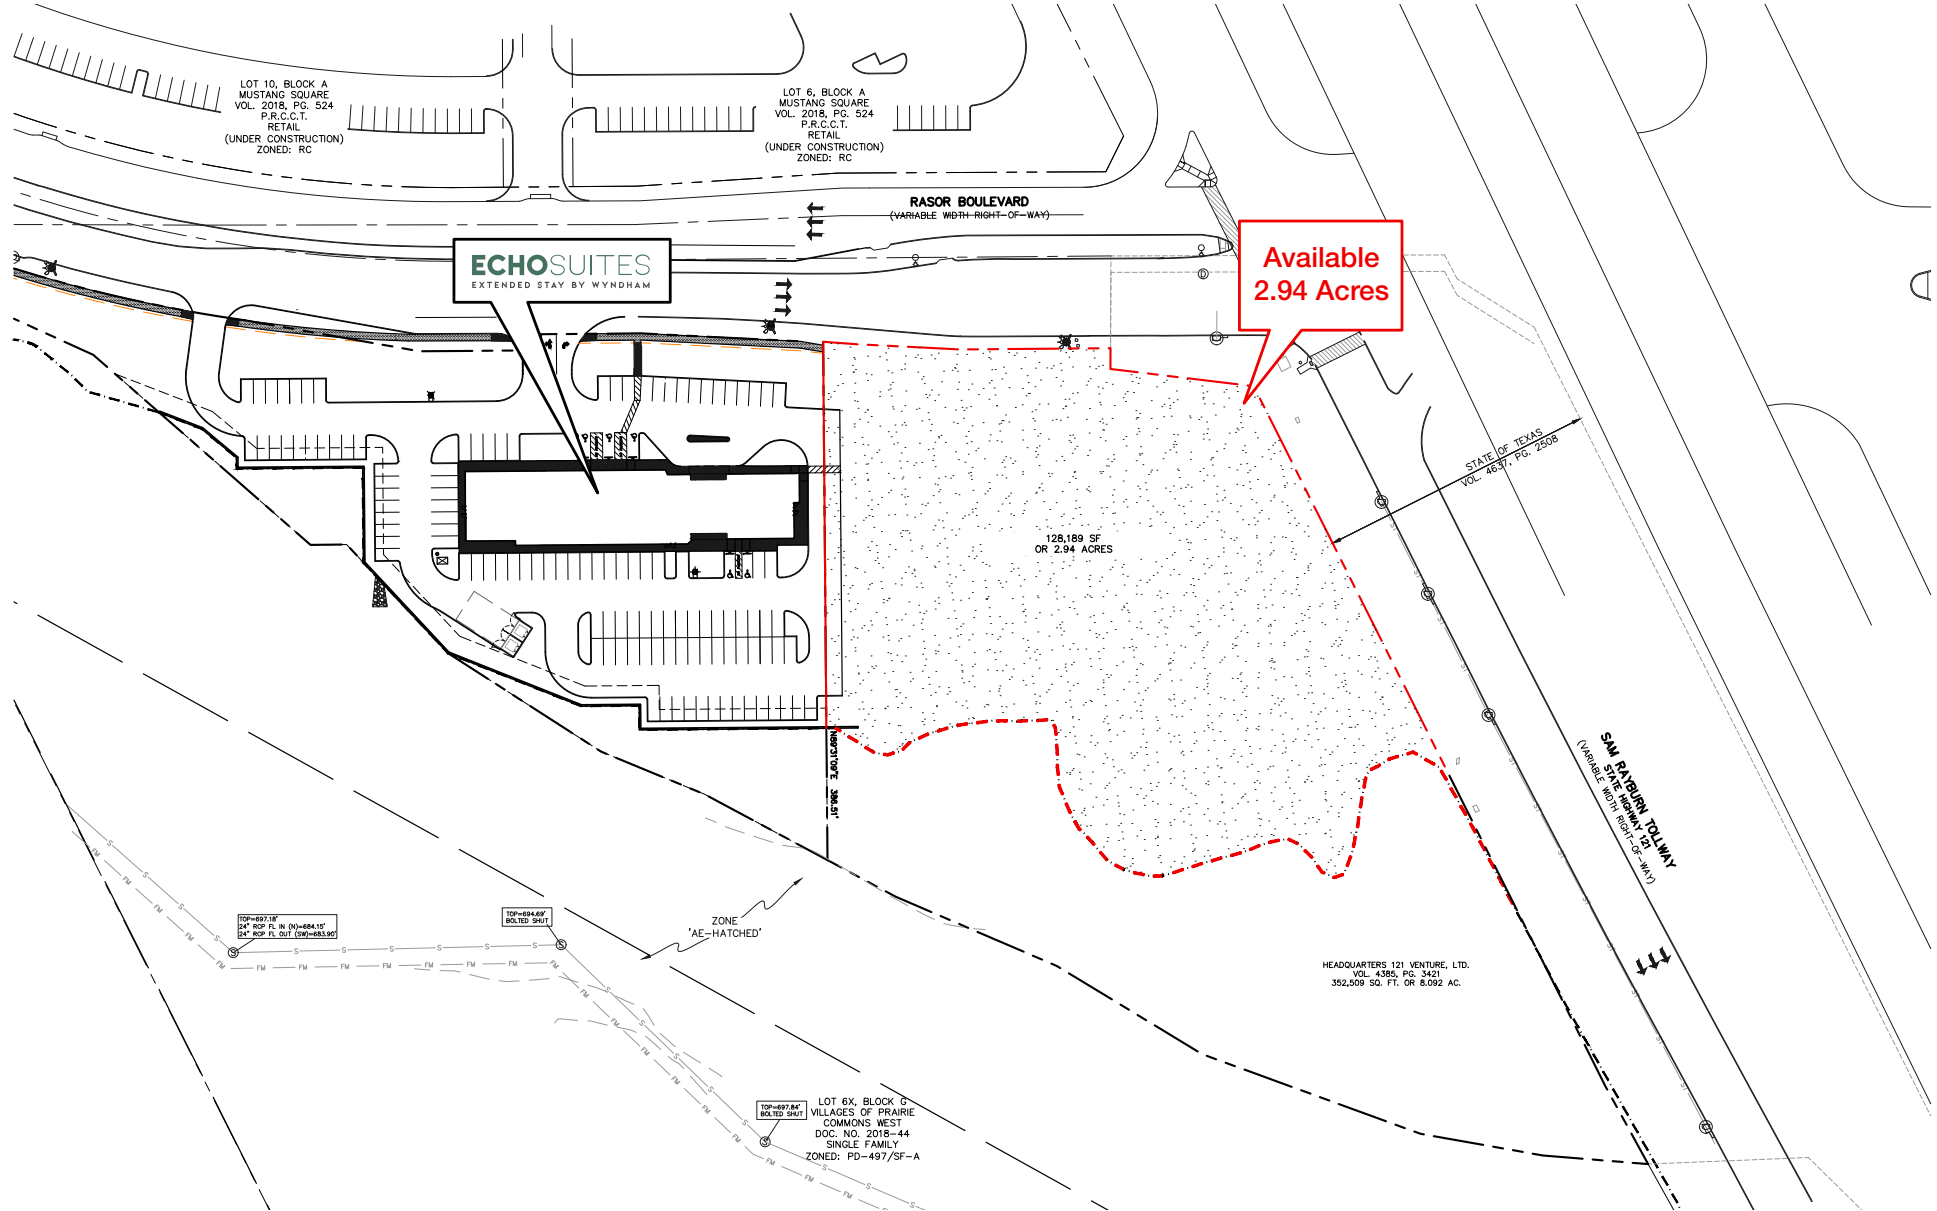 LOT 10, BLOCK A
MUSTANG SQUARE
VOL. 2018, PG. 524
P.R.C.C.T.
RETAIL
(UNDER CONSTRUCTION)
ZONED: RC
LOT 6, BLOCK A
MUSTANG SQUARE
VOL. 2018, PG. 524
P.R.C.C.T.
RETAIL
(UNDER CONSTRUCTION)
ZONED: RC
RASOR BOULEVARD
(VARIABLE WIDTH RIGHT-OF-WAY)
ECHOSUITES
EXTENDED STAY BY WYNDHAM
Available
2.94 Acres
STATE OF TEXAS
VOL. 4637, PG. 2508
128,189 SF
OR 2.94 ACRES
N89°31'09"E 386.51'
SAM RAYBURN TOLLWAY
STATE HIGHWAY 121
(VARIABLE WIDTH RIGHT-OF-WAY)
TOP=697.18'
24" RCP FL IN (N)=684.15'
24" RCP FL OUT (SW)=683.90'
TOP=694.69'
BOLTED SHUT
ZONE
'AE-HATCHED'
HEADQUARTERS 121 VENTURE, LTD.
VOL. 4385, PG. 3421
352,509 SQ. FT. OR 8.092 AC.
TOP=697.84'
BOLTED SHUT
LOT 6X, BLOCK G
VILLAGES OF PRAIRIE
COMMONS WEST
DOC. NO. 2018-44
SINGLE FAMILY
ZONED: PD-497/SF-A